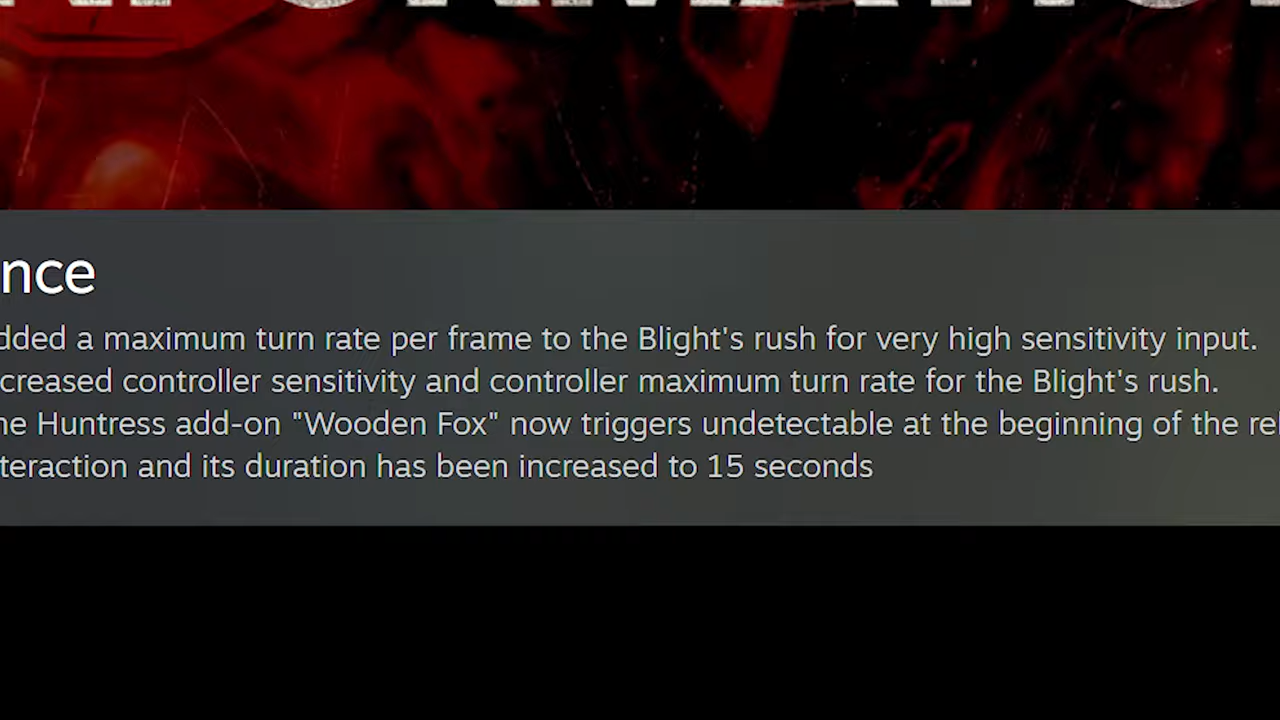 nce
dded a maximum turn rate per frame to the Blight's rush for very high sensitivity input.
creased controller sensitivity and controller maximum turn rate for the Blight's rush.
he Huntress add-on "Wooden Fox" now triggers undetectable at the beginning of the rel
teraction and its duration has been increased to 15 seconds